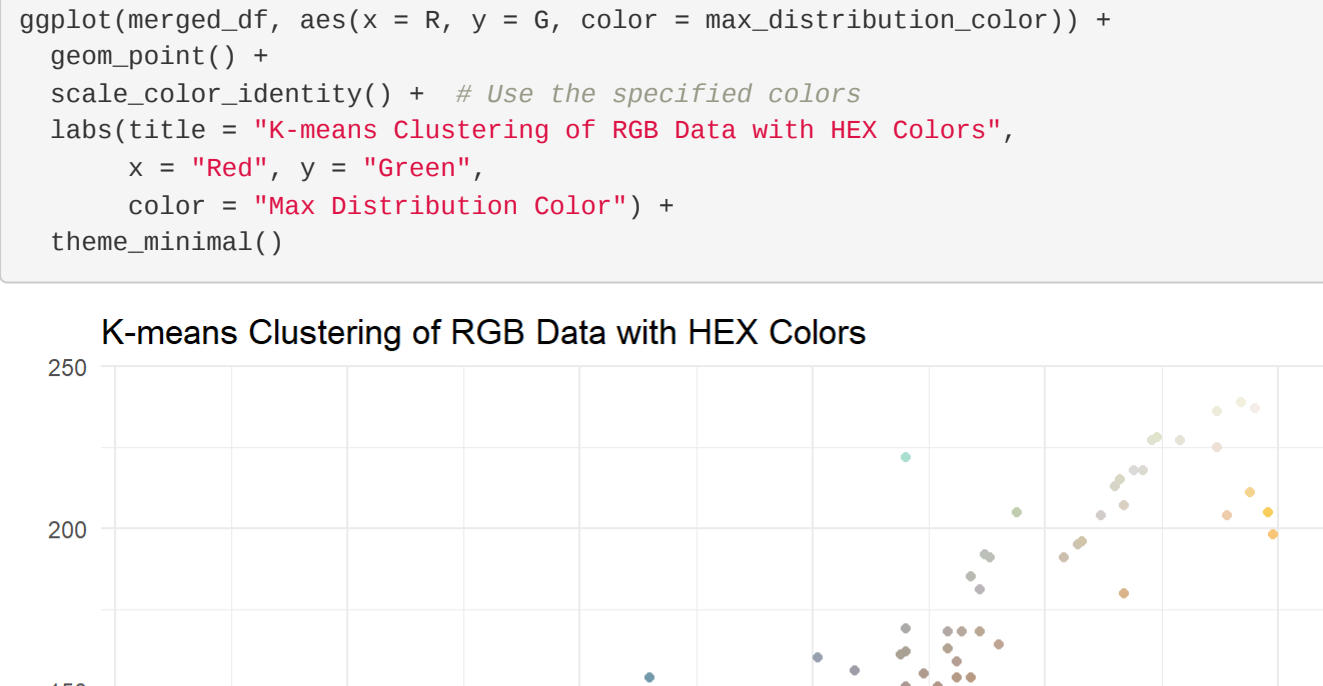 ggplot(merged_df, aes(x = R, y = G, color = max_distribution_color)) +
  geom_point() +
  scale_color_identity() +  # Use the specified colors
  labs(title = "K-means Clustering of RGB Data with HEX Colors",
       x = "Red", y = "Green",
       color = "Max Distribution Color") +
  theme_minimal()
K-means Clustering of RGB Data with HEX Colors
250
200